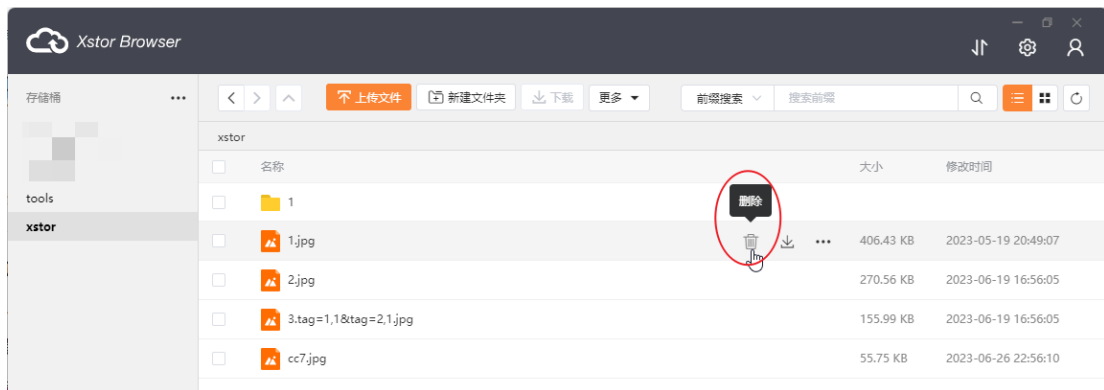 Xstor Browser
存储桶
上传文件 新建文件夹 下载 更多 前缀搜索 搜索前缀
xstor
名称 大小 修改时间
tools
xstor
1
删除
1.jpg 406.43 KB 2023-05-19 20:49:07
2.jpg 270.56 KB 2023-06-19 16:56:05
3.tag=1,1&tag=2,1.jpg 155.99 KB 2023-06-19 16:56:05
cc7.jpg 55.75 KB 2023-06-26 22:56:10